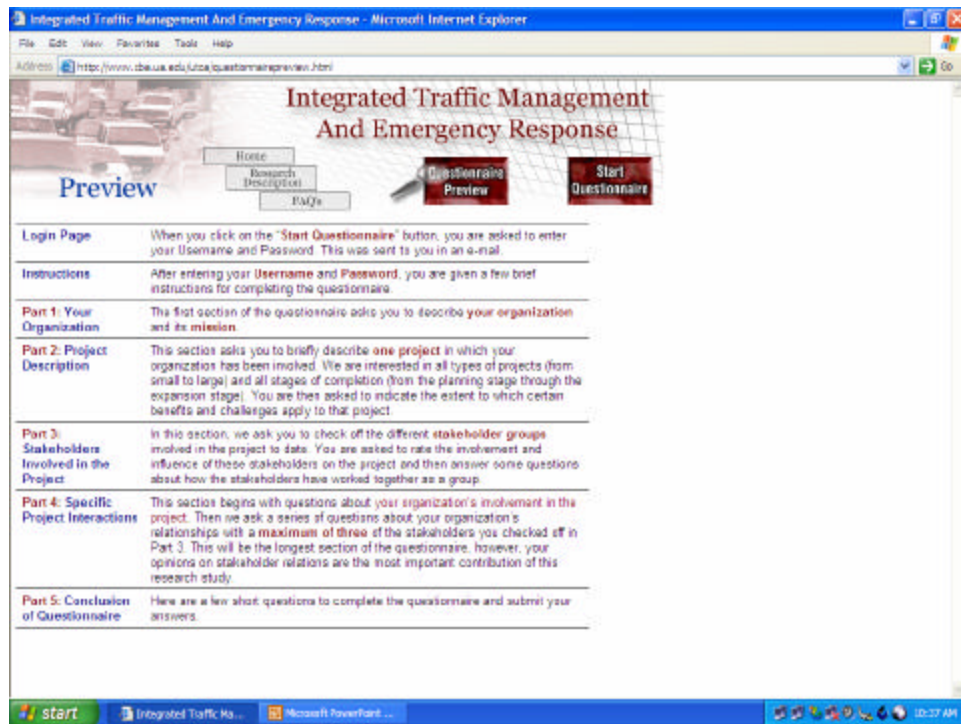 Integrated Traffic Management And Emergency Response - Microsoft Internet Explorer
File Edit View Favorites Tools Help
Address http://www.cba.ua.edu/utca/questionnairepreview.html Go
Integrated Traffic Management
And Emergency Response
Home
Research
Description
FAQs
Questionnaire
Preview
Start
Questionnaire
Preview
Login Page
When you click on the "Start Questionnaire" button, you are asked to enter
your Username and Password. This was sent to you in an e-mail.
Instructions
After entering your Username and Password, you are given a few brief
instructions for completing the questionnaire.
Part 1: Your
Organization
The first section of the questionnaire asks you to describe your organization
and its mission.
Part 2: Project
Description
This section asks you to briefly describe one project in which your
organization has been involved. We are interested in all types of projects (from
small to large) and all stages of completion (from the planning stage through the
expansion stage). You are then asked to indicate the extent to which certain
benefits and challenges apply to that project.
Part 3:
Stakeholders
Involved in the
Project
In this section, we ask you to check off the different stakeholder groups
involved in the project to date. You are asked to rate the involvement and
influence of these stakeholders on the project and then answer some questions
about how the stakeholders have worked together as a group.
Part 4: Specific
Project Interactions
This section begins with questions about your organization's involvement in the
project. Then we ask a series of questions about your organization's
relationships with a maximum of three of the stakeholders you checked off in
Part 3. This will be the longest section of the questionnaire, however, your
opinions on stakeholder relations are the most important contribution of this
research study.
Part 5: Conclusion
of Questionnaire
Here are a few short questions to complete the questionnaire and submit your
answers.
start
Integrated Traffic Ma...
Microsoft PowerPoint ...
10:37 AM